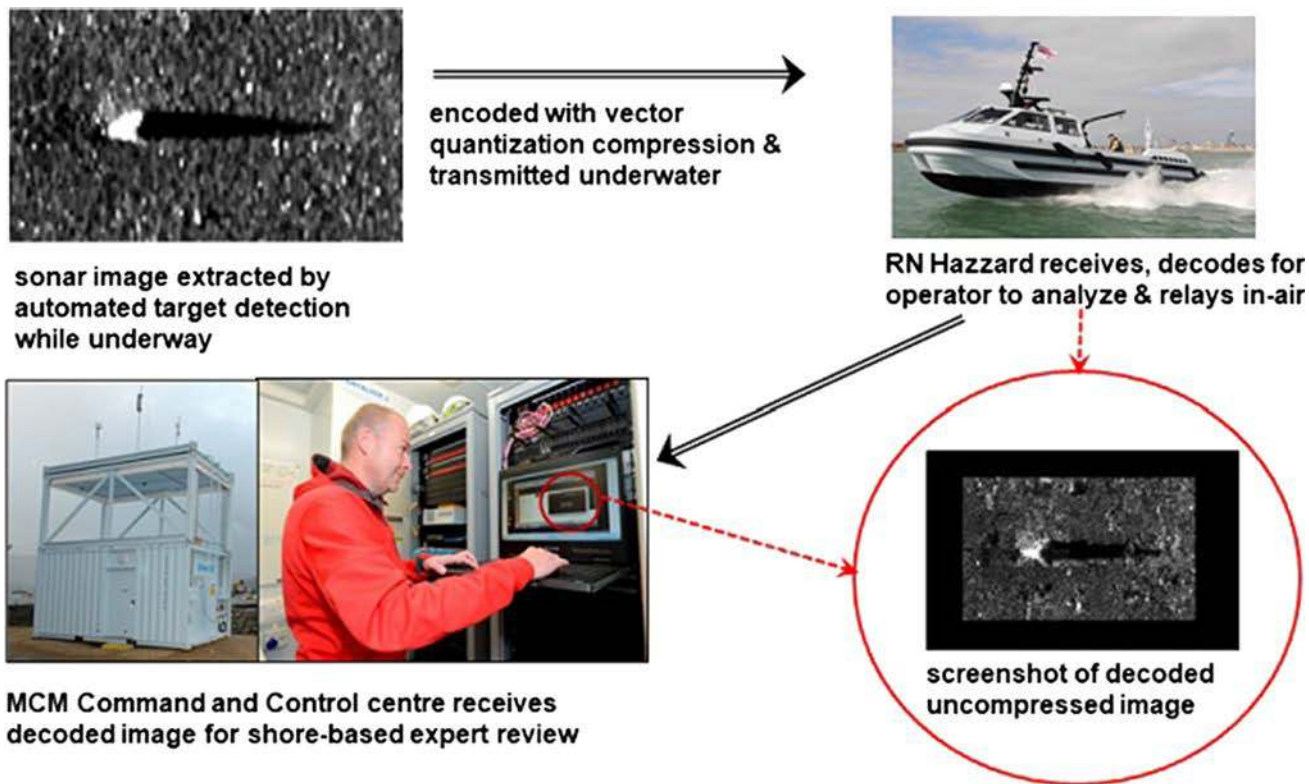 encoded with vector
quantization compression &
transmitted underwater
sonar image extracted by
automated target detection
while underway
RN Hazzard receives, decodes for
operator to analyze & relays in-air
screenshot of decoded
uncompressed image
MCM Command and Control centre receives
decoded image for shore-based expert review